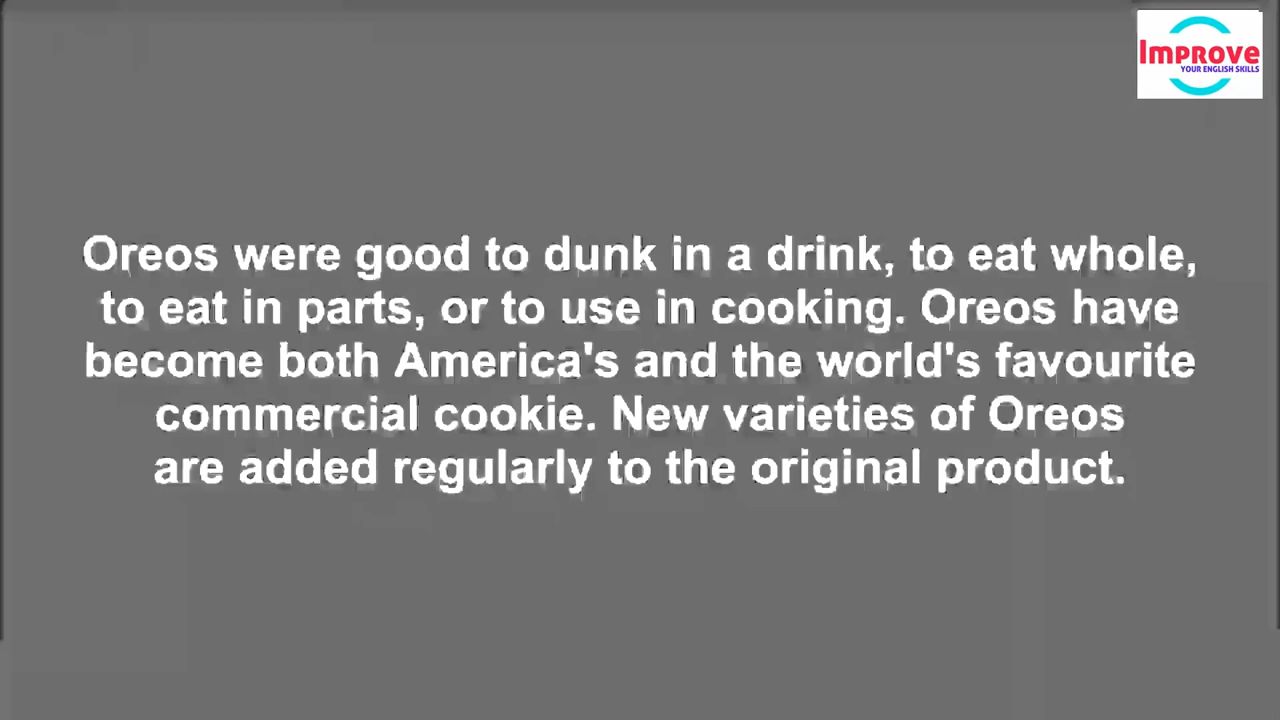 Improve
YOUR ENGLISH SKILLS
Oreos were good to dunk in a drink, to eat whole,
to eat in parts, or to use in cooking. Oreos have
become both America's and the world's favourite
commercial cookie. New varieties of Oreos
are added regularly to the original product.